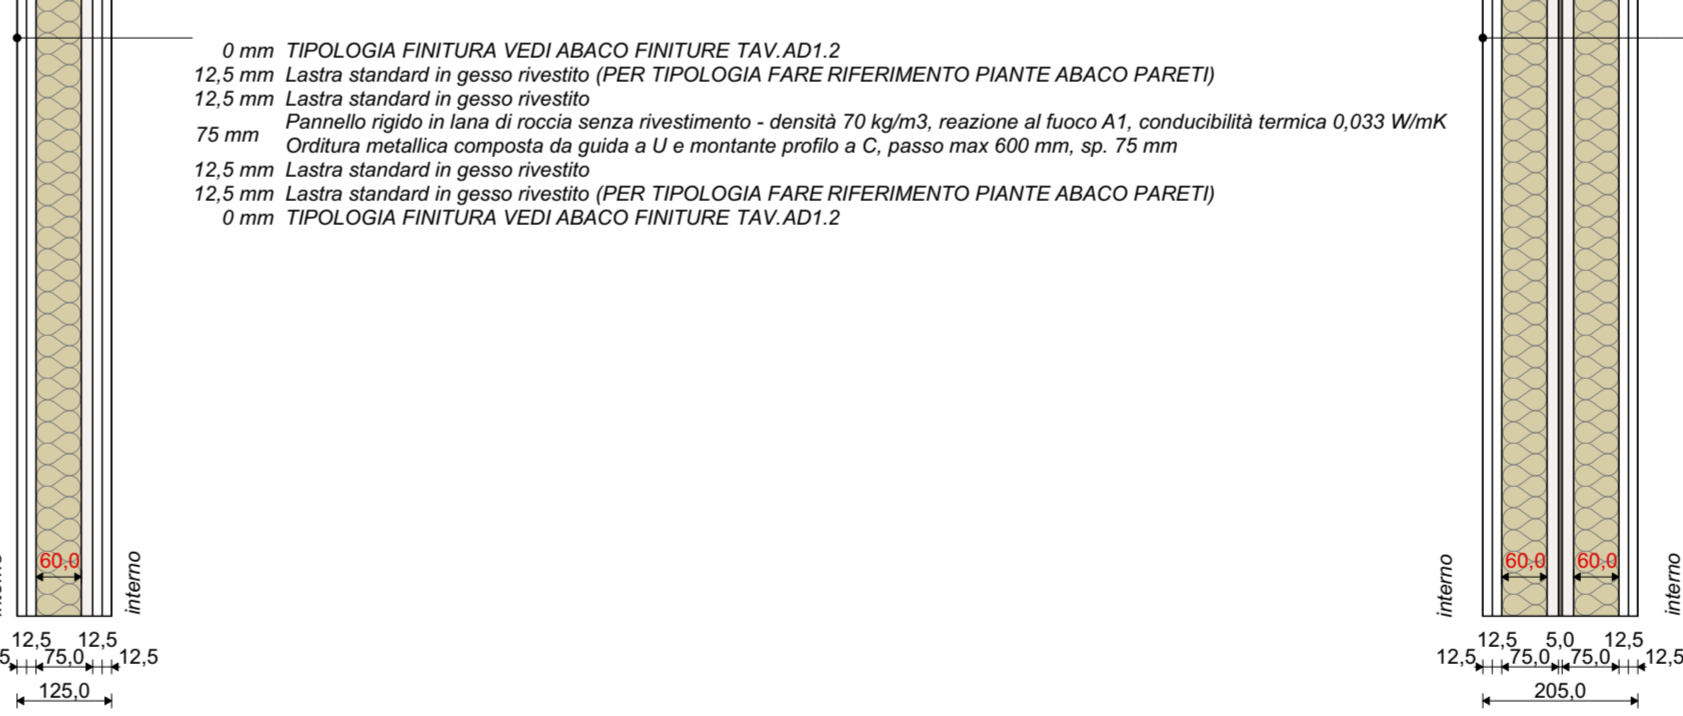 0 mm TIPOLOGIA FINITURA VEDI ABACO FINITURE TAV.AD1.2
12,5 mm Lastra standard in gesso rivestito (PER TIPOLOGIA FARE RIFERIMENTO PIANTE ABACO PARETI)
12,5 mm Lastra standard in gesso rivestito
75 mm Pannello rigido in lana di roccia senza rivestimento - densità 70 kg/m3, reazione al fuoco A1, conducibilità termica 0,033 W/mK
Orditura metallica composta da guida a U e montante profilo a C, passo max 600 mm, sp. 75 mm
12,5 mm Lastra standard in gesso rivestito
12,5 mm Lastra standard in gesso rivestito (PER TIPOLOGIA FARE RIFERIMENTO PIANTE ABACO PARETI)
0 mm TIPOLOGIA FINITURA VEDI ABACO FINITURE TAV.AD1.2
60,0
interno
12,5 12,5
75,0 12,5
125,0
interno
60,0 60,0
interno
12,5 5,0 12,5
12,5 75,0 75,0 12,5
205,0